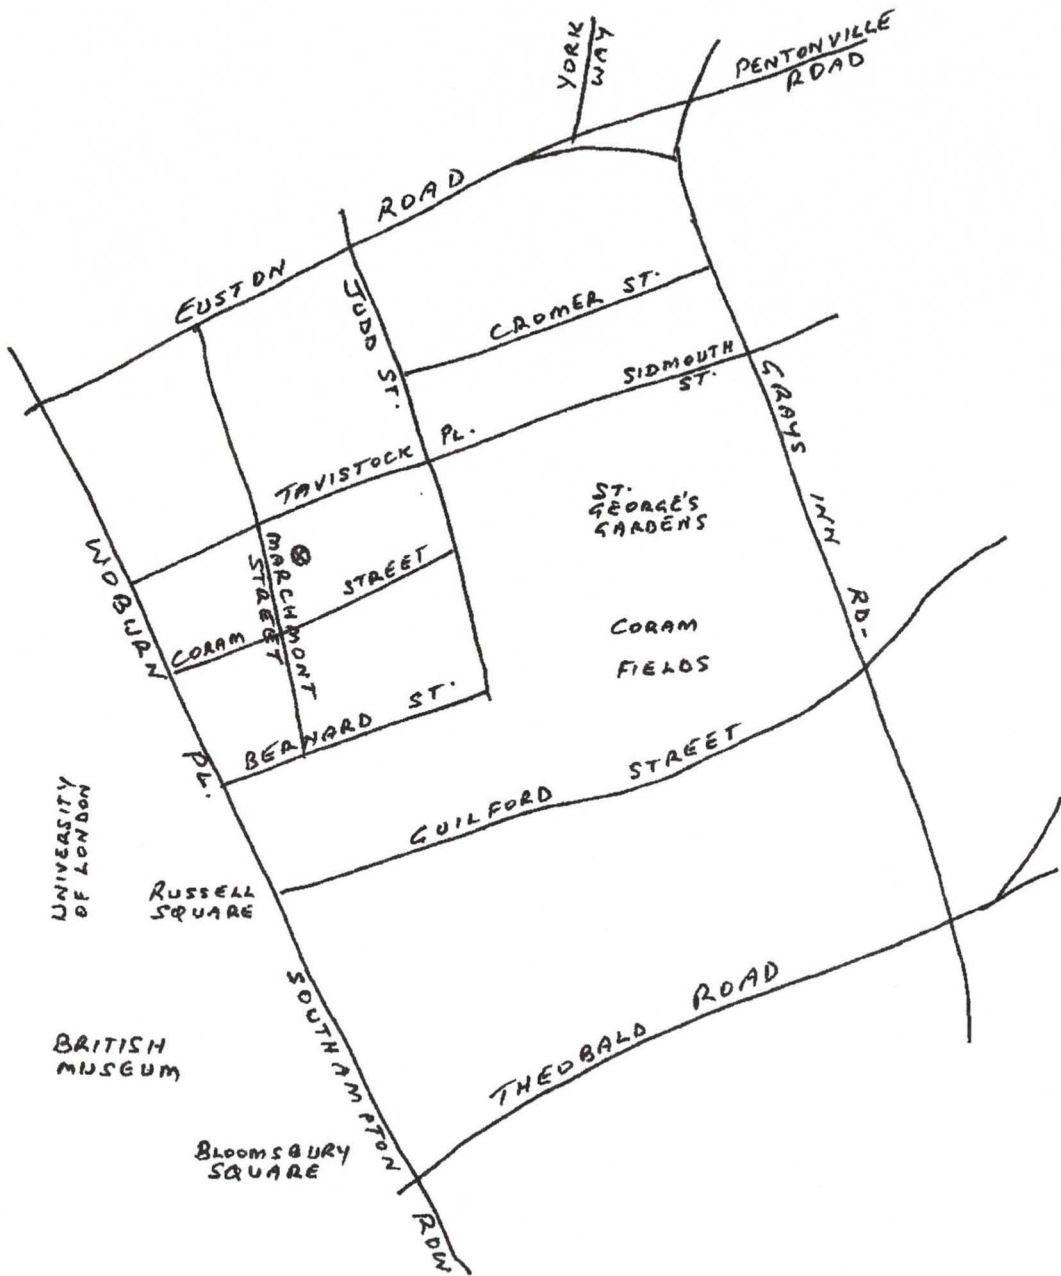 YORK
WAY
PENTONVILLE
ROAD
EUSTON ROAD
JUDD ST.
CROMER ST.
SIDMOUTH
ST.
GRAYS INN RD.
TAVISTOCK PL.
ST.
GEORGE'S
GARDENS
WOBURN PL.
MARCHMONT
STREET
CORAM STREET
CORAM
FIELDS
BERNARD ST.
GUILFORD STREET
UNIVERSITY
OF LONDON
RUSSELL
SQUARE
SOUTHAMPTON ROW
THEOBALD ROAD
BRITISH
MUSEUM
BLOOMSBURY
SQUARE